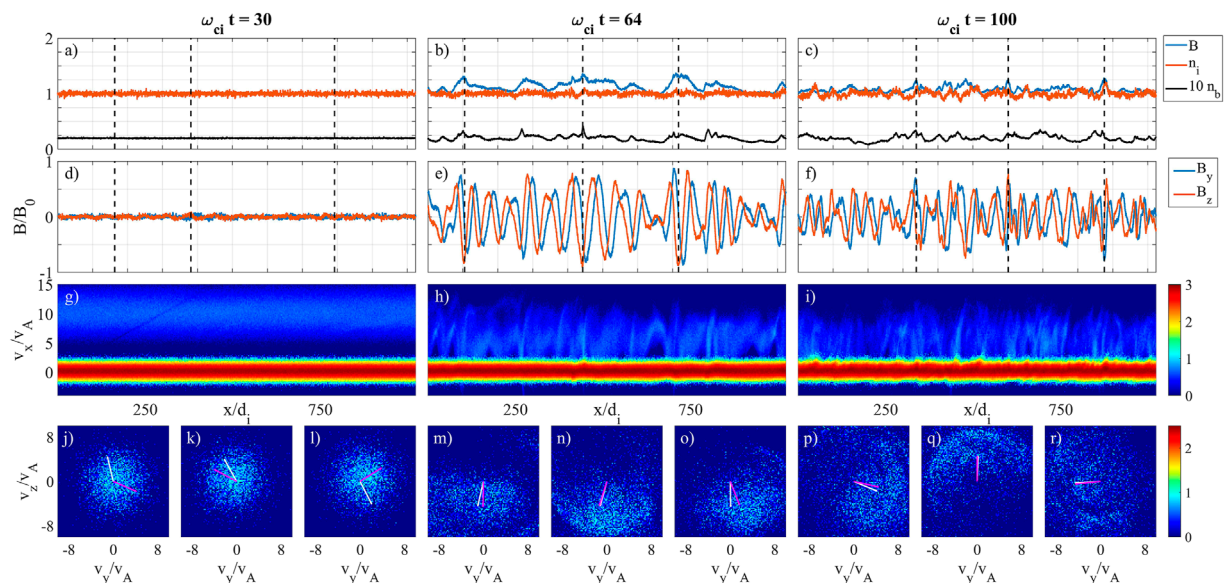 ω_ci t = 30
ω_ci t = 64
ω_ci t = 100
a)
b)
c)
2
1
0
B
n_i
10 n_b
d)
e)
f)
1
0
-1
B/B_0
B_y
B_z
g)
h)
i)
15
10
5
0
v_x/v_A
250 x/d_i 750
250 x/d_i 750
250 x/d_i 750
3
2
1
0
j)
k)
l)
m)
n)
o)
p)
q)
r)
8
0
-8
v_z/v_A
-8 0 8
-8 0 8
-8 0 8
-8 0 8
-8 0 8
-8 0 8
-8 0 8
-8 0 8
-8 0 8
v_y/v_A
v_y/v_A
v_y/v_A
v_y/v_A
v_y/v_A
v_y/v_A
v_y/v_A
v_y/v_A
v_y/v_A
2
1
0